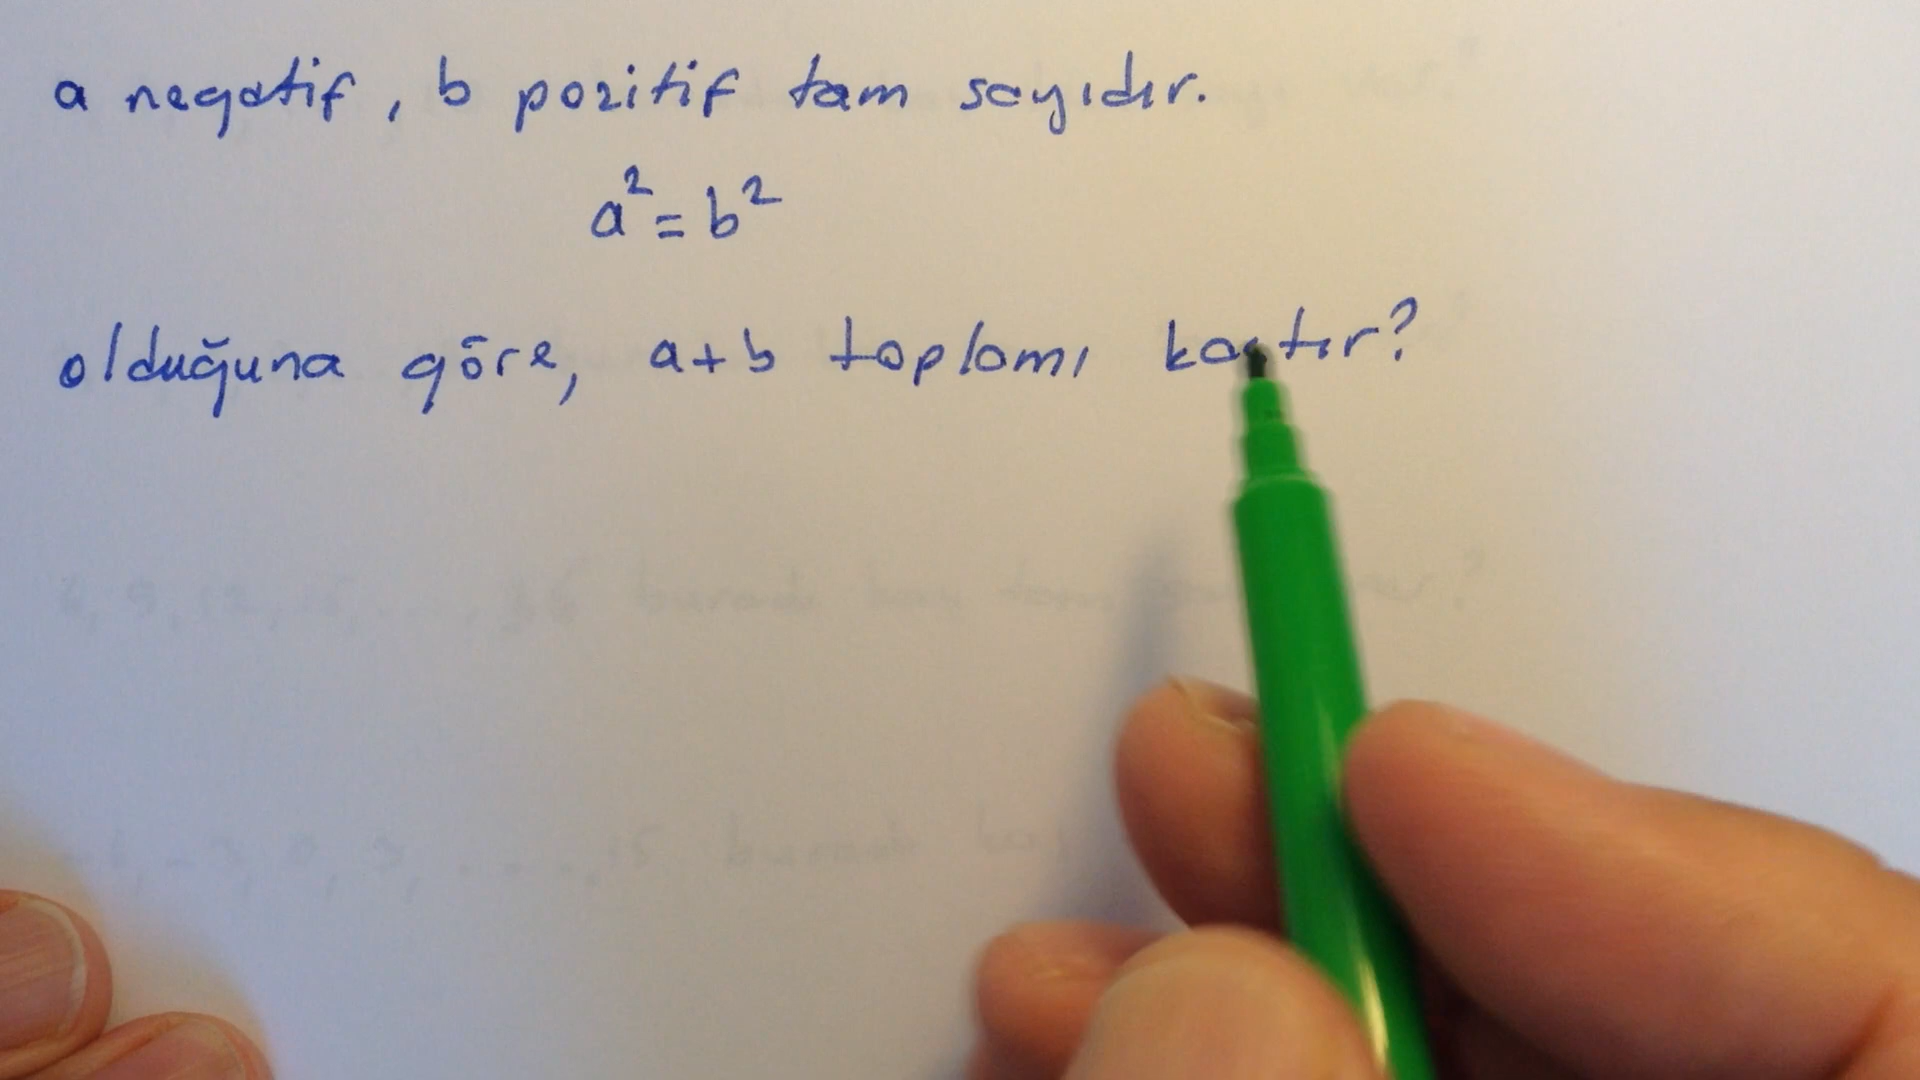 a negatif, b pozitif tam sayıdır.
a² = b²
olduğuna göre, a+b toplamı kaçtır?